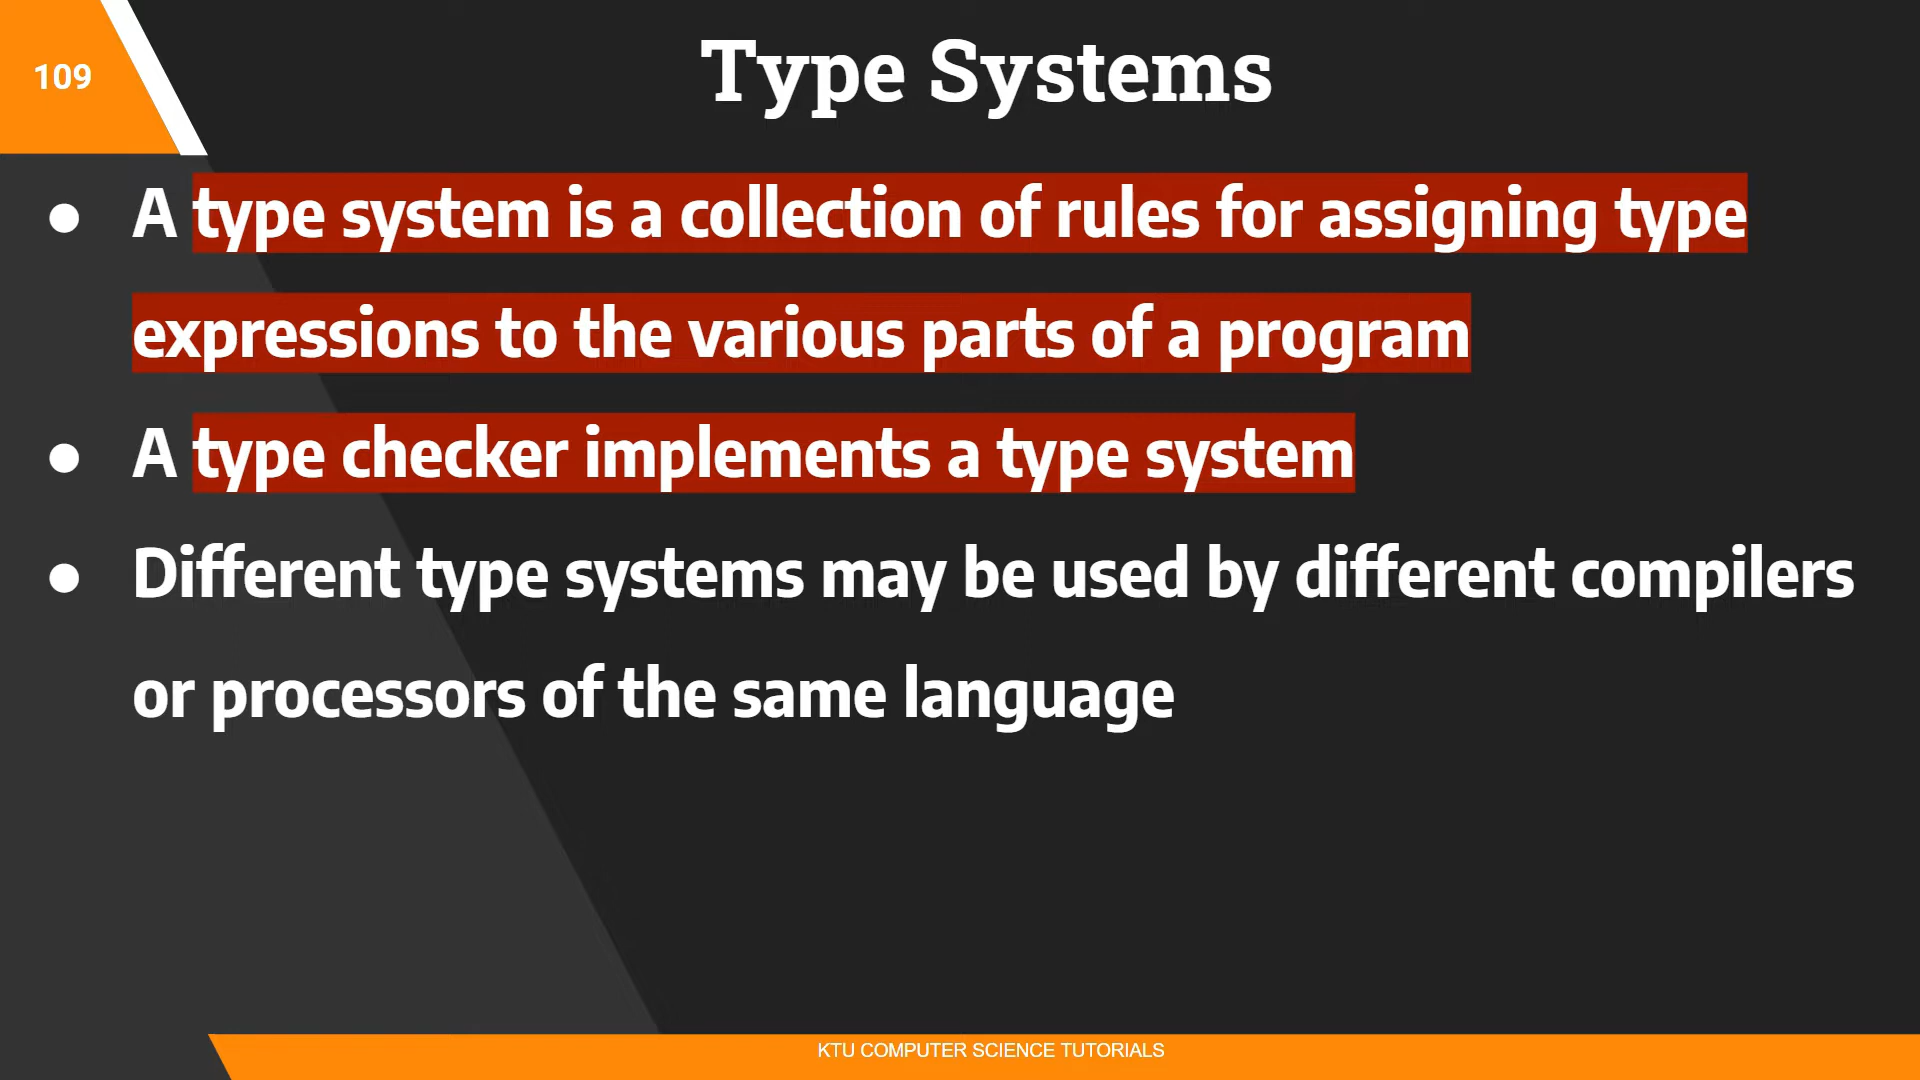 109
Type Systems
● A type system is a collection of rules for assigning type
expressions to the various parts of a program
● A type checker implements a type system
● Different type systems may be used by different compilers
or processors of the same language
KTU COMPUTER SCIENCE TUTORIALS